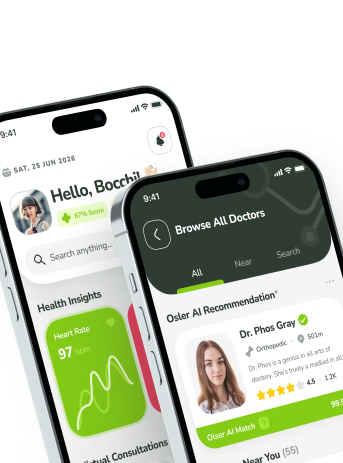 9:41
SAT, 25 JUN 2026
Hello, Bocchi!
87% Score
Search anything...
Health Insights
Heart Rate
97 bpm
Virtual Consultations
9:41
Browse All Doctors
All Near Search
Osler AI Recommendation
Dr. Phos Gray
Orthopedic 501m
Dr. Phos is a genius in all arts of
doctory. She's truely a medlad in all
4.5 1.2K
Osler AI Match ? 99.5
Near You (55)